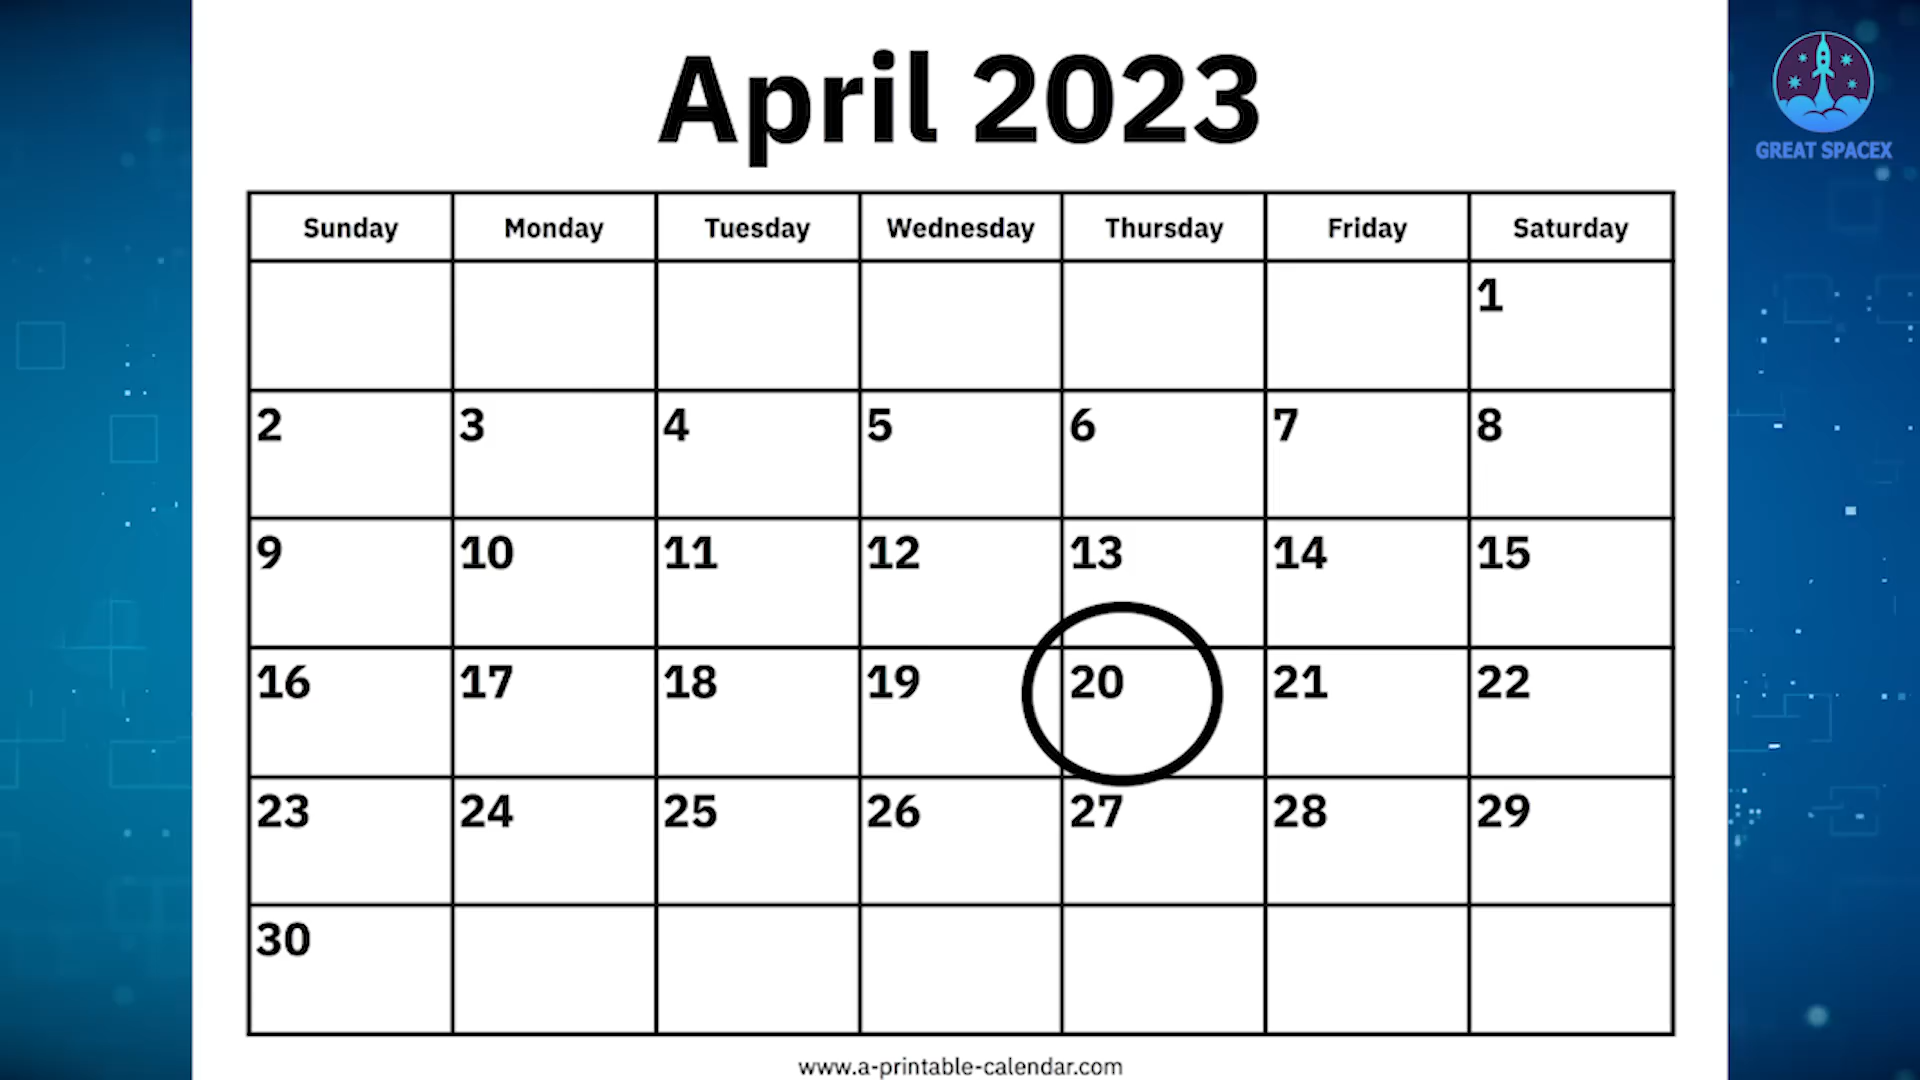 April 2023
GREAT SPACEX
Sunday Monday Tuesday Wednesday Thursday Friday Saturday
1
2 3 4 5 6 7 8
9 10 11 12 13 14 15
16 17 18 19 20 21 22
23 24 25 26 27 28 29
30
www.a-printable-calendar.com